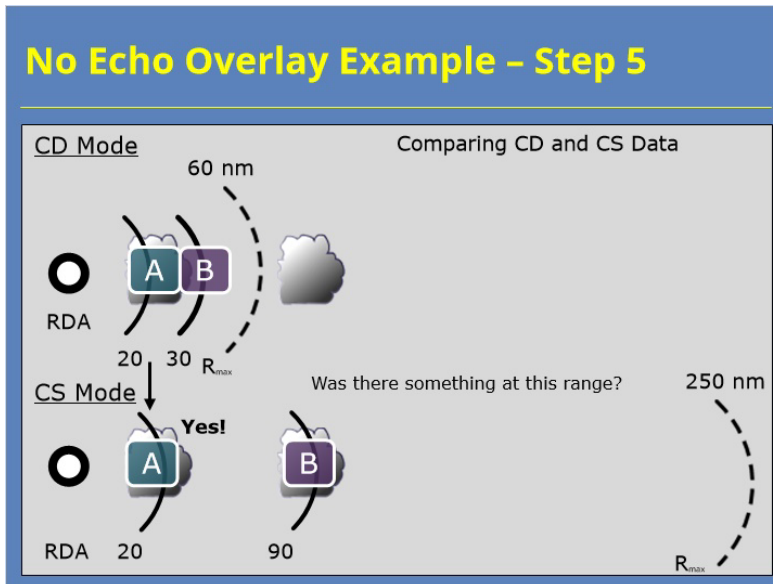 No Echo Overlay Example – Step 5
CD Mode
Comparing CD and CS Data
60 nm
A
B
RDA
20
30
Rmax
CS Mode
Was there something at this range?
250 nm
Yes!
A
B
RDA
20
90
Rmax